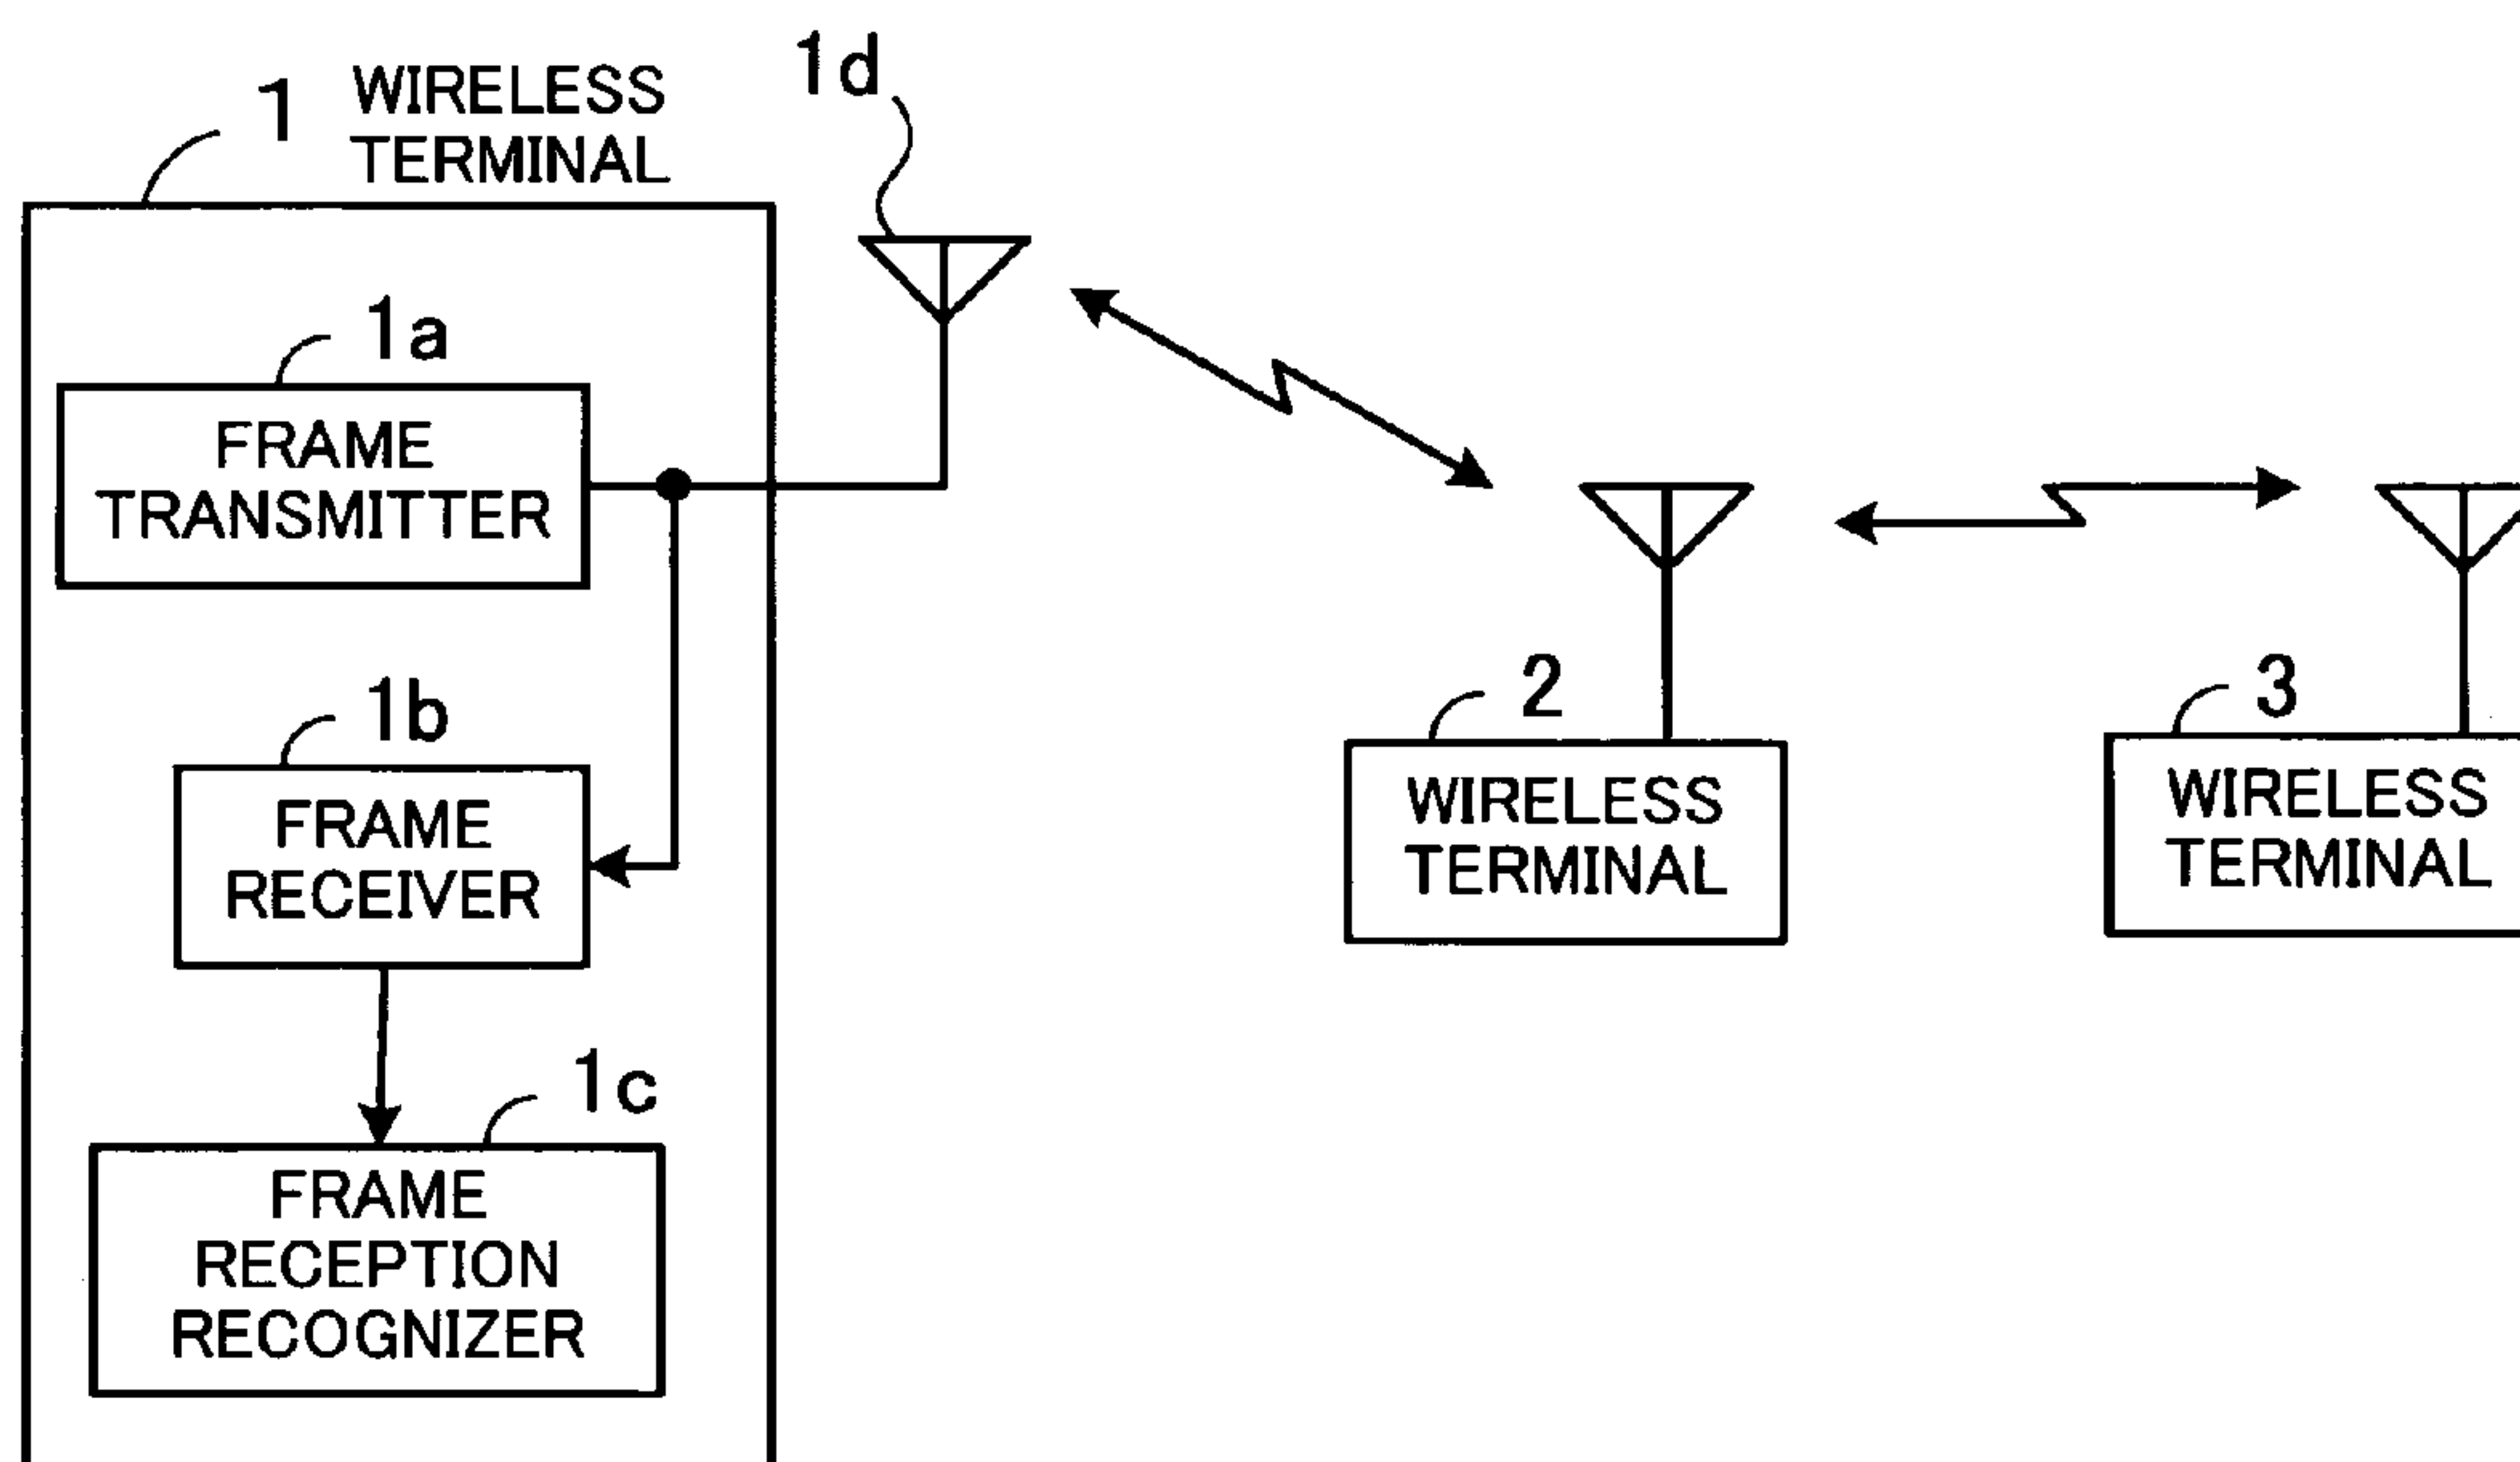 1 WIRELESS
TERMINAL
1d
1a
FRAME
TRANSMITTER
1b
FRAME
RECEIVER
1c
FRAME
RECEPTION
RECOGNIZER
2
WIRELESS
TERMINAL
3
WIRELESS
TERMINAL